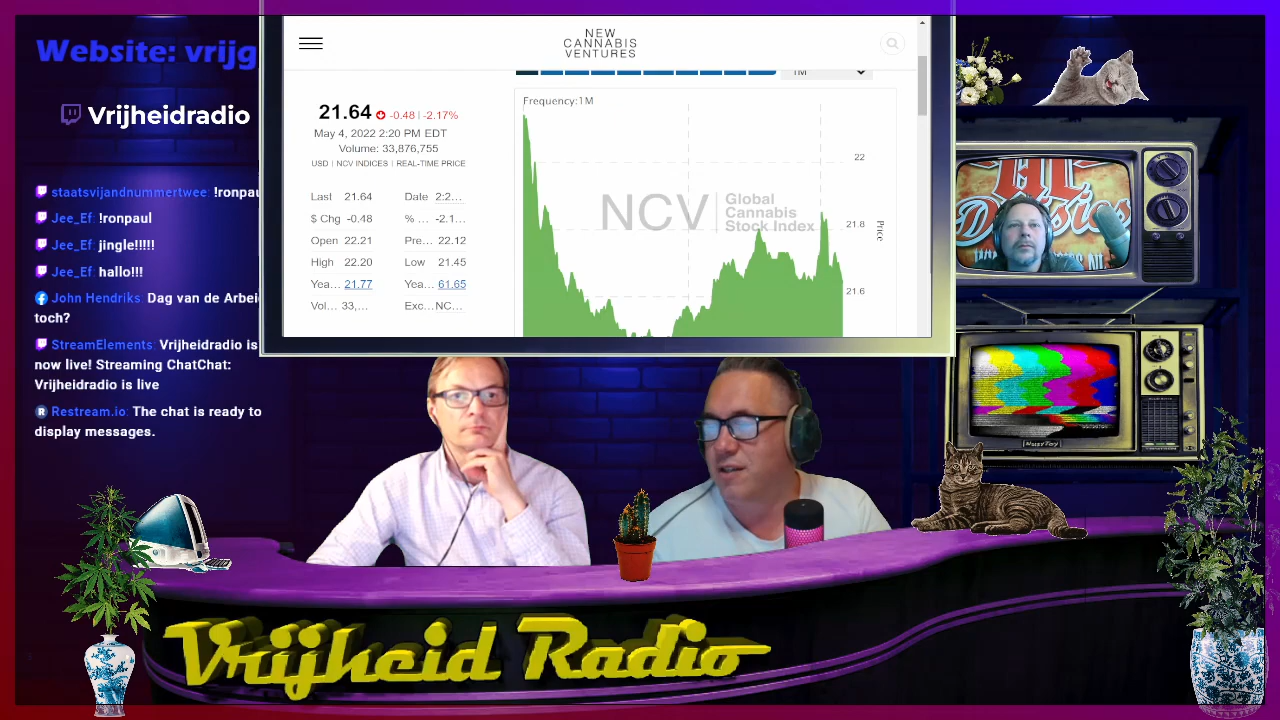 Website: vrijg
Vrijheidradio
staatsvijandnummertwee: !ronpau
Jee_Ef: !ronpaul
Jee_Ef: jingle!!!!!
Jee_Ef: hallo!!!
John Hendriks: Dag van de Arbei
toch?
StreamElements: Vrijheidradio is
now live! Streaming ChatChat:
Vrijheidradio is live
Restream.io: The chat is ready to
display messages.
NEW
CANNABIS
VENTURES
1M
21.64 -0.48 | -2.17%
May 4, 2022 2:20 PM EDT
Volume: 33,876,755
USD | NCV INDICES | REAL-TIME PRICE
Last 21.64 Date 2:2...
$ Chg -0.48 % ... -2.1...
Open 22.21 Pre... 22.12
High 22.20 Low 21.45
Yea... 21.77 Yea... 61.65
Vol... 33,... Exc... NC...
Frequency:1M
NCV
Global
Cannabis
Stock Index
22
21.8
21.6
Price
Vrijheid Radio